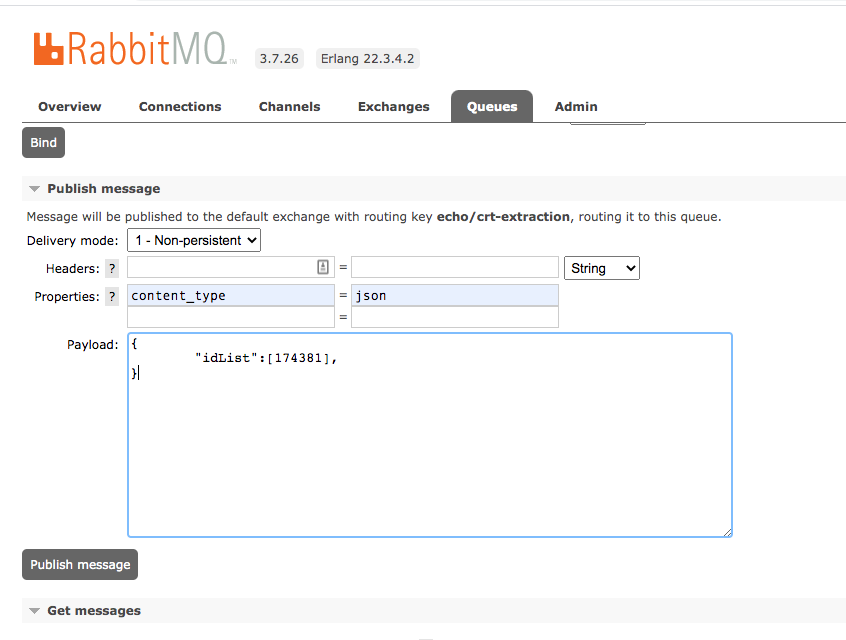 RabbitMQ TM 3.7.26 Erlang 22.3.4.2
Overview Connections Channels Exchanges Queues Admin
Bind
Publish message
Message will be published to the default exchange with routing key echo/crt-extraction, routing it to this queue.
Delivery mode: 1 - Non-persistent
Headers: ? = String
Properties: ? content_type = json
=
Payload: {
"idList":[174381],
}
Publish message
Get messages